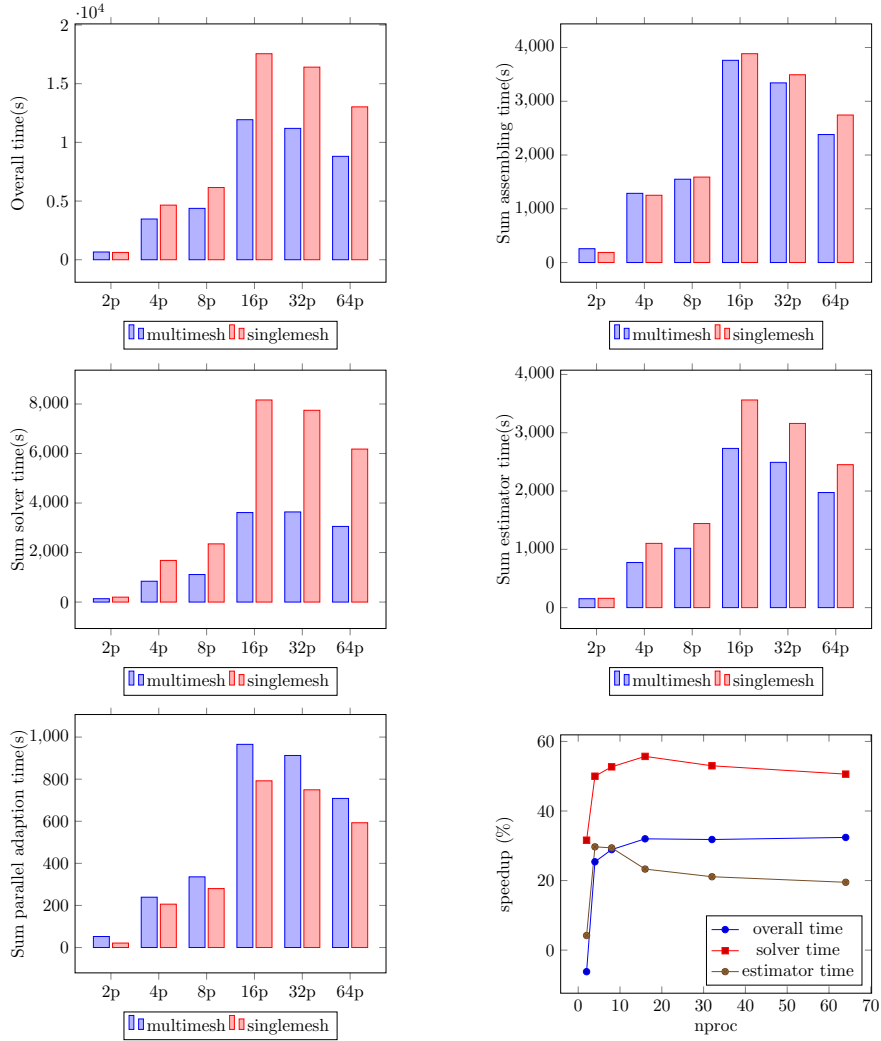 ·10⁴
2
1.5
1
0.5
0
Overall time(s)
2p 4p 8p 16p 32p 64p
multimesh singlemesh
4,000
3,000
2,000
1,000
0
Sum assembling time(s)
2p 4p 8p 16p 32p 64p
multimesh singlemesh
8,000
6,000
4,000
2,000
0
Sum solver time(s)
2p 4p 8p 16p 32p 64p
multimesh singlemesh
4,000
3,000
2,000
1,000
0
Sum estimator time(s)
2p 4p 8p 16p 32p 64p
multimesh singlemesh
1,000
800
600
400
200
0
Sum parallel adaption time(s)
2p 4p 8p 16p 32p 64p
multimesh singlemesh
60
40
20
0
speedup (%)
overall time
solver time
estimator time
0 10 20 30 40 50 60 70
nproc